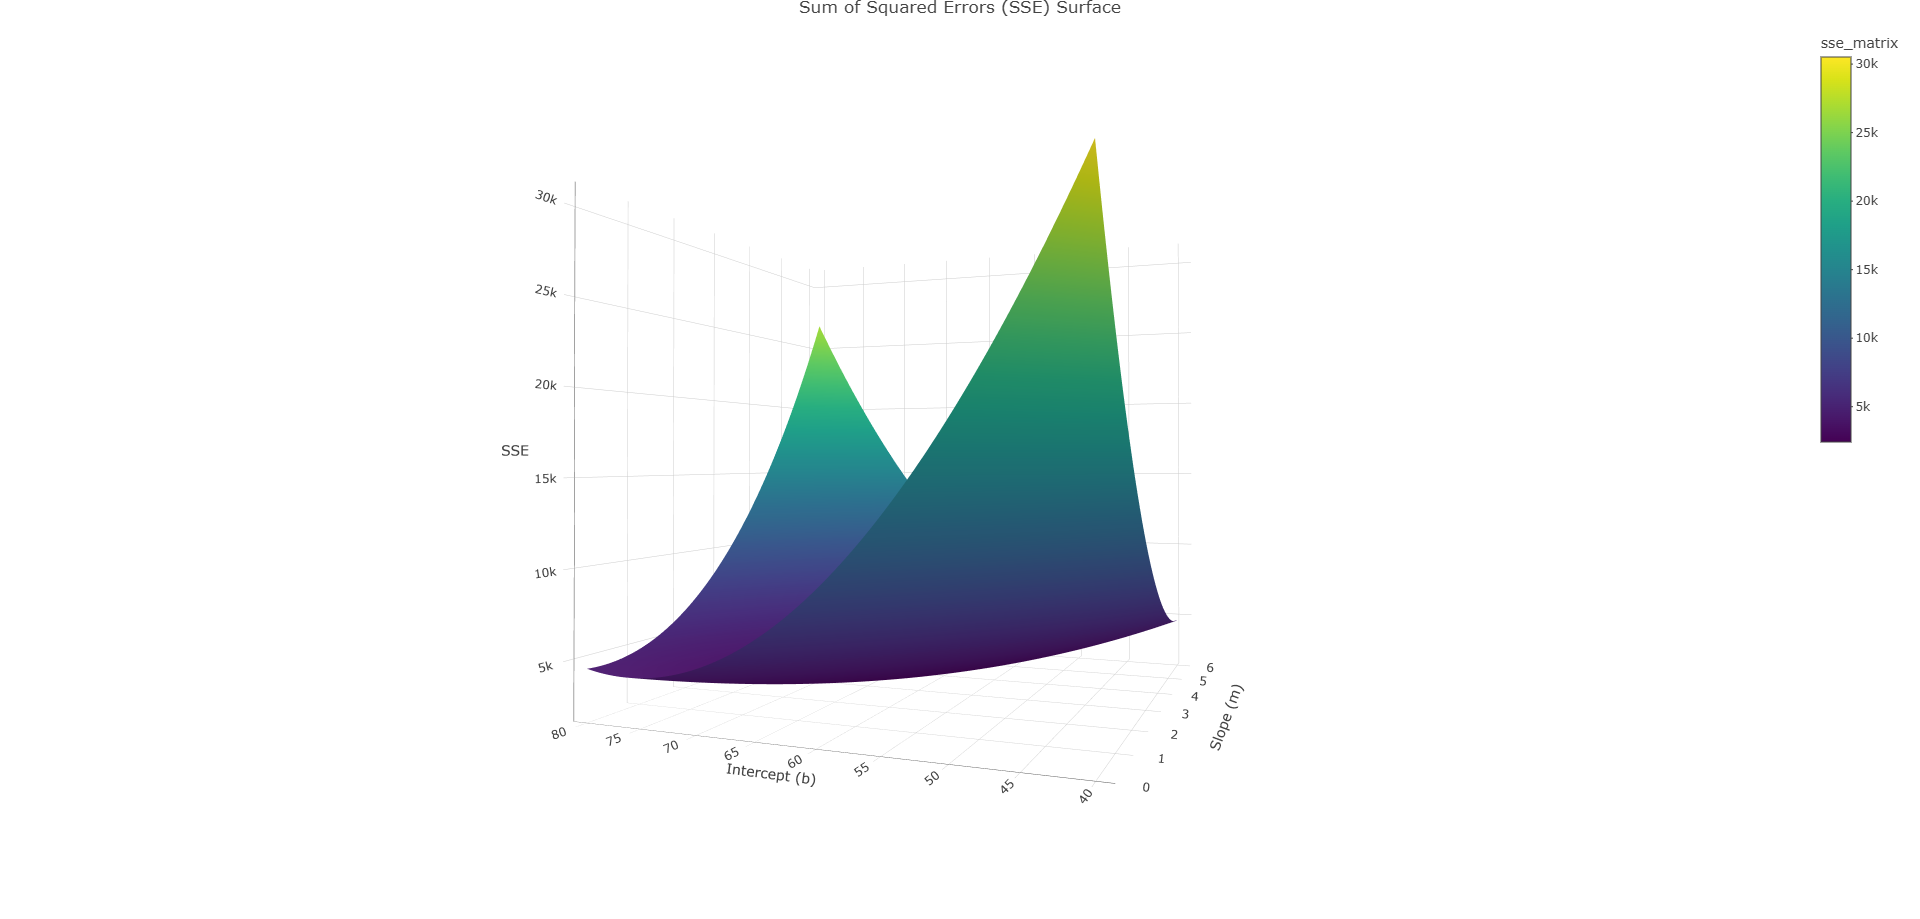 Sum of Squared Errors (SSE) Surface
sse_matrix
30k
25k
20k
15k
10k
5k
30k
25k
20k
15k
10k
5k
SSE
80
75
70
65
60
55
50
45
40
Intercept (b)
6
5
4
3
2
1
0
Slope (m)